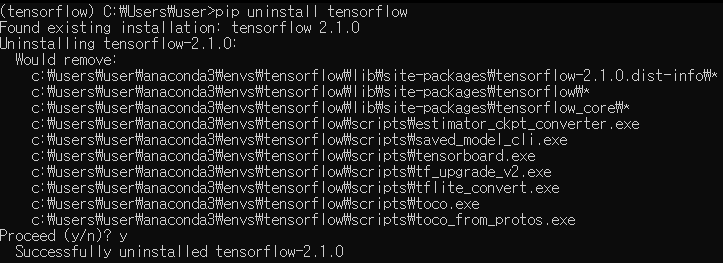 (tensorflow) C:₩Users₩user>pip uninstall tensorflow
Found existing installation: tensorflow 2.1.0
Uninstalling tensorflow-2.1.0:
  Would remove:
    c:₩users₩user₩anaconda3₩envs₩tensorflow₩lib₩site-packages₩tensorflow-2.1.0.dist-info₩*
    c:₩users₩user₩anaconda3₩envs₩tensorflow₩lib₩site-packages₩tensorflow₩*
    c:₩users₩user₩anaconda3₩envs₩tensorflow₩lib₩site-packages₩tensorflow_core₩*
    c:₩users₩user₩anaconda3₩envs₩tensorflow₩scripts₩estimator_ckpt_converter.exe
    c:₩users₩user₩anaconda3₩envs₩tensorflow₩scripts₩saved_model_cli.exe
    c:₩users₩user₩anaconda3₩envs₩tensorflow₩scripts₩tensorboard.exe
    c:₩users₩user₩anaconda3₩envs₩tensorflow₩scripts₩tf_upgrade_v2.exe
    c:₩users₩user₩anaconda3₩envs₩tensorflow₩scripts₩tflite_convert.exe
    c:₩users₩user₩anaconda3₩envs₩tensorflow₩scripts₩toco.exe
    c:₩users₩user₩anaconda3₩envs₩tensorflow₩scripts₩toco_from_protos.exe
Proceed (y/n)? y
  Successfully uninstalled tensorflow-2.1.0